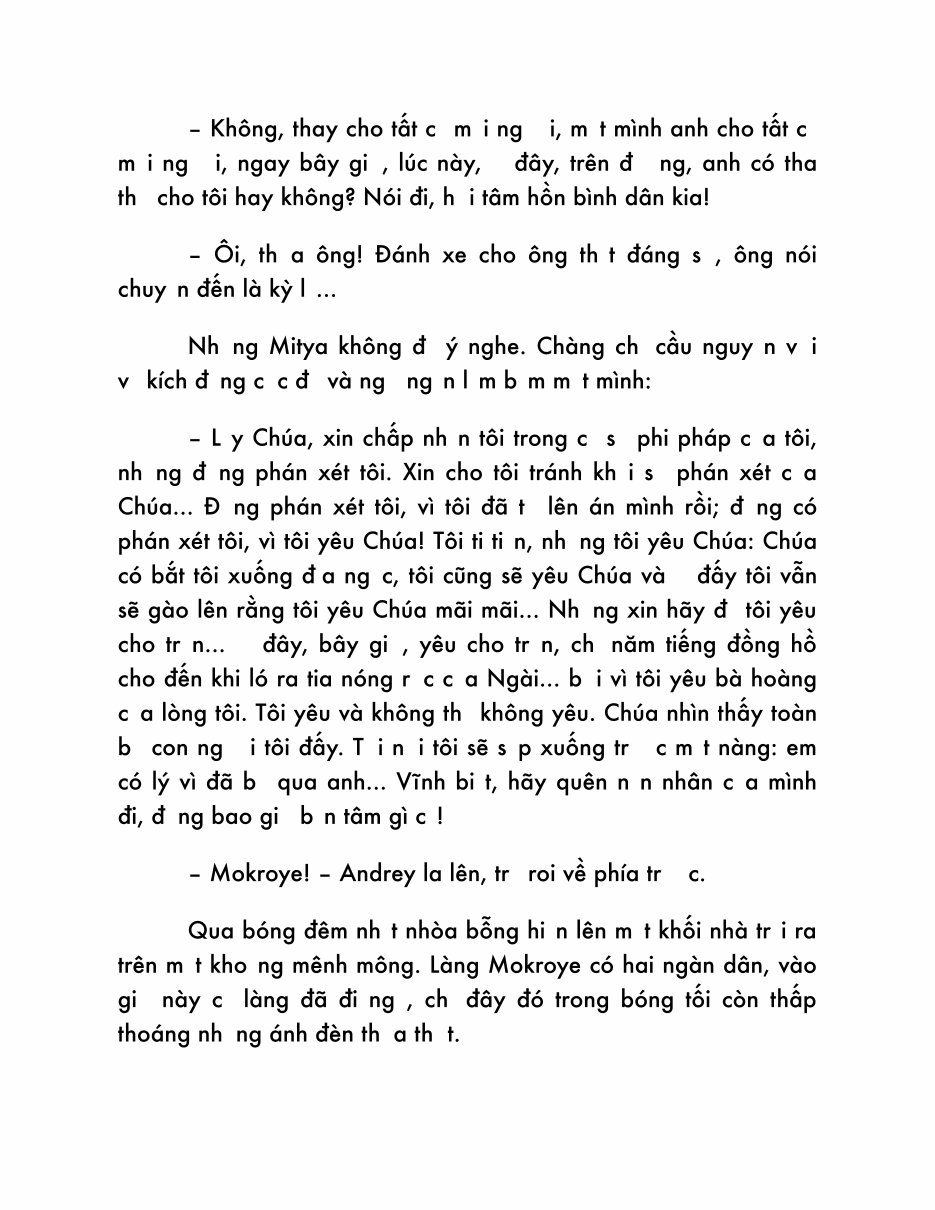 – Không, thay cho tất c  m i ng  i, m t mình anh cho tất c
m i ng  i, ngay bây gi , lúc này,   đây, trên đ  ng, anh có tha
th  cho tôi hay không? Nói đi, h i tâm hồn bình dân kia!
– Ôi, th a ông! Đánh xe cho ông th t đáng s , ông nói
chuy n đến là kỳ l ...
Nh ng Mitya không đ  ý nghe. Chàng ch  cầu nguy n v i
v  kích đ ng c c đ  và ng  ng n l m b m m t mình:
– L y Chúa, xin chấp nh n tôi trong c  s  phi pháp c a tôi,
nh ng đ ng phán xét tôi. Xin cho tôi tránh kh i s  phán xét c a
Chúa... Đ ng phán xét tôi, vì tôi đã t  lên án mình rồi; đ ng có
phán xét tôi, vì tôi yêu Chúa! Tôi ti ti n, nh ng tôi yêu Chúa: Chúa
có bắt tôi xuống đ a ng c, tôi cũng sẽ yêu Chúa và   đấy tôi vẫn
sẽ gào lên rằng tôi yêu Chúa mãi mãi... Nh ng xin hãy đ  tôi yêu
cho tr n...   đây, bây gi , yêu cho tr n, ch  năm tiếng đồng hồ
cho đến khi ló ra tia nóng r c c a Ngài... b i vì tôi yêu bà hoàng
c a lòng tôi. Tôi yêu và không th  không yêu. Chúa nhìn thấy toàn
b  con ng  i tôi đấy. T i n i tôi sẽ s p xuống tr  c m t nàng: em
có lý vì đã b  qua anh... Vĩnh bi t, hãy quên n n nhân c a mình
đi, đ ng bao gi  b n tâm gì c !
– Mokroye! – Andrey la lên, tr  roi về phía tr  c.
Qua bóng đêm nh t nhòa bỗng hi n lên m t khối nhà tr i ra
trên m t kho ng mênh mông. Làng Mokroye có hai ngàn dân, vào
gi  này c  làng đã đi ng , ch  đây đó trong bóng tối còn thấp
thoáng nh ng ánh đèn th a th t.